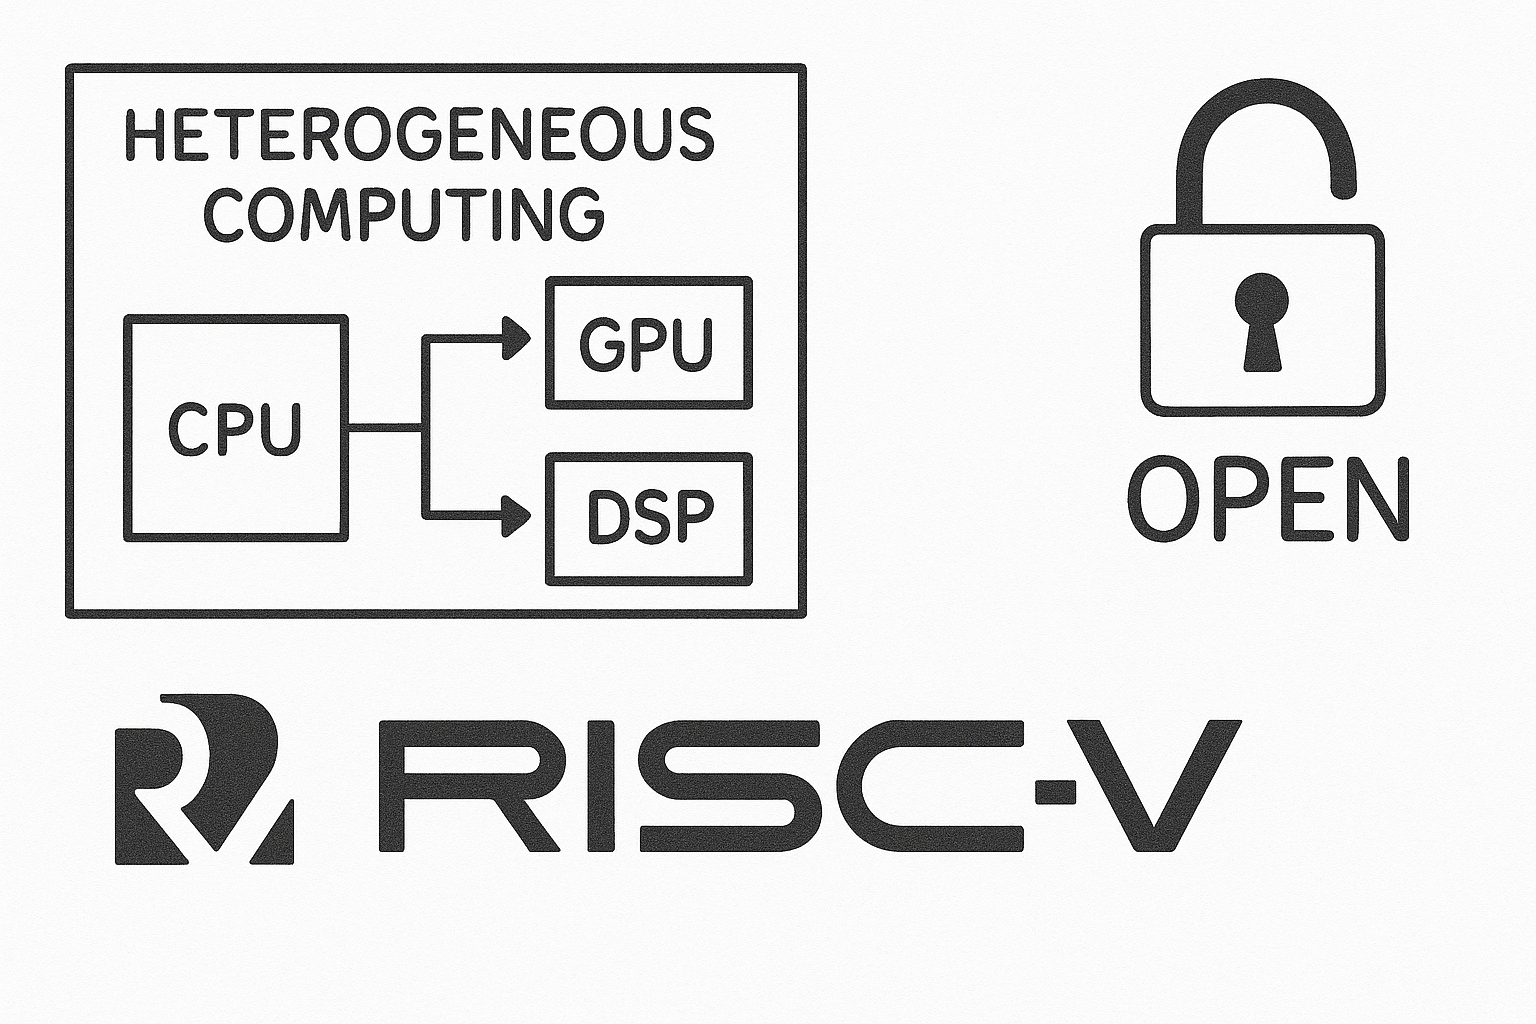 HETEROGENEOUS
COMPUTING
CPU
GPU
DSP
OPEN
RISC-V